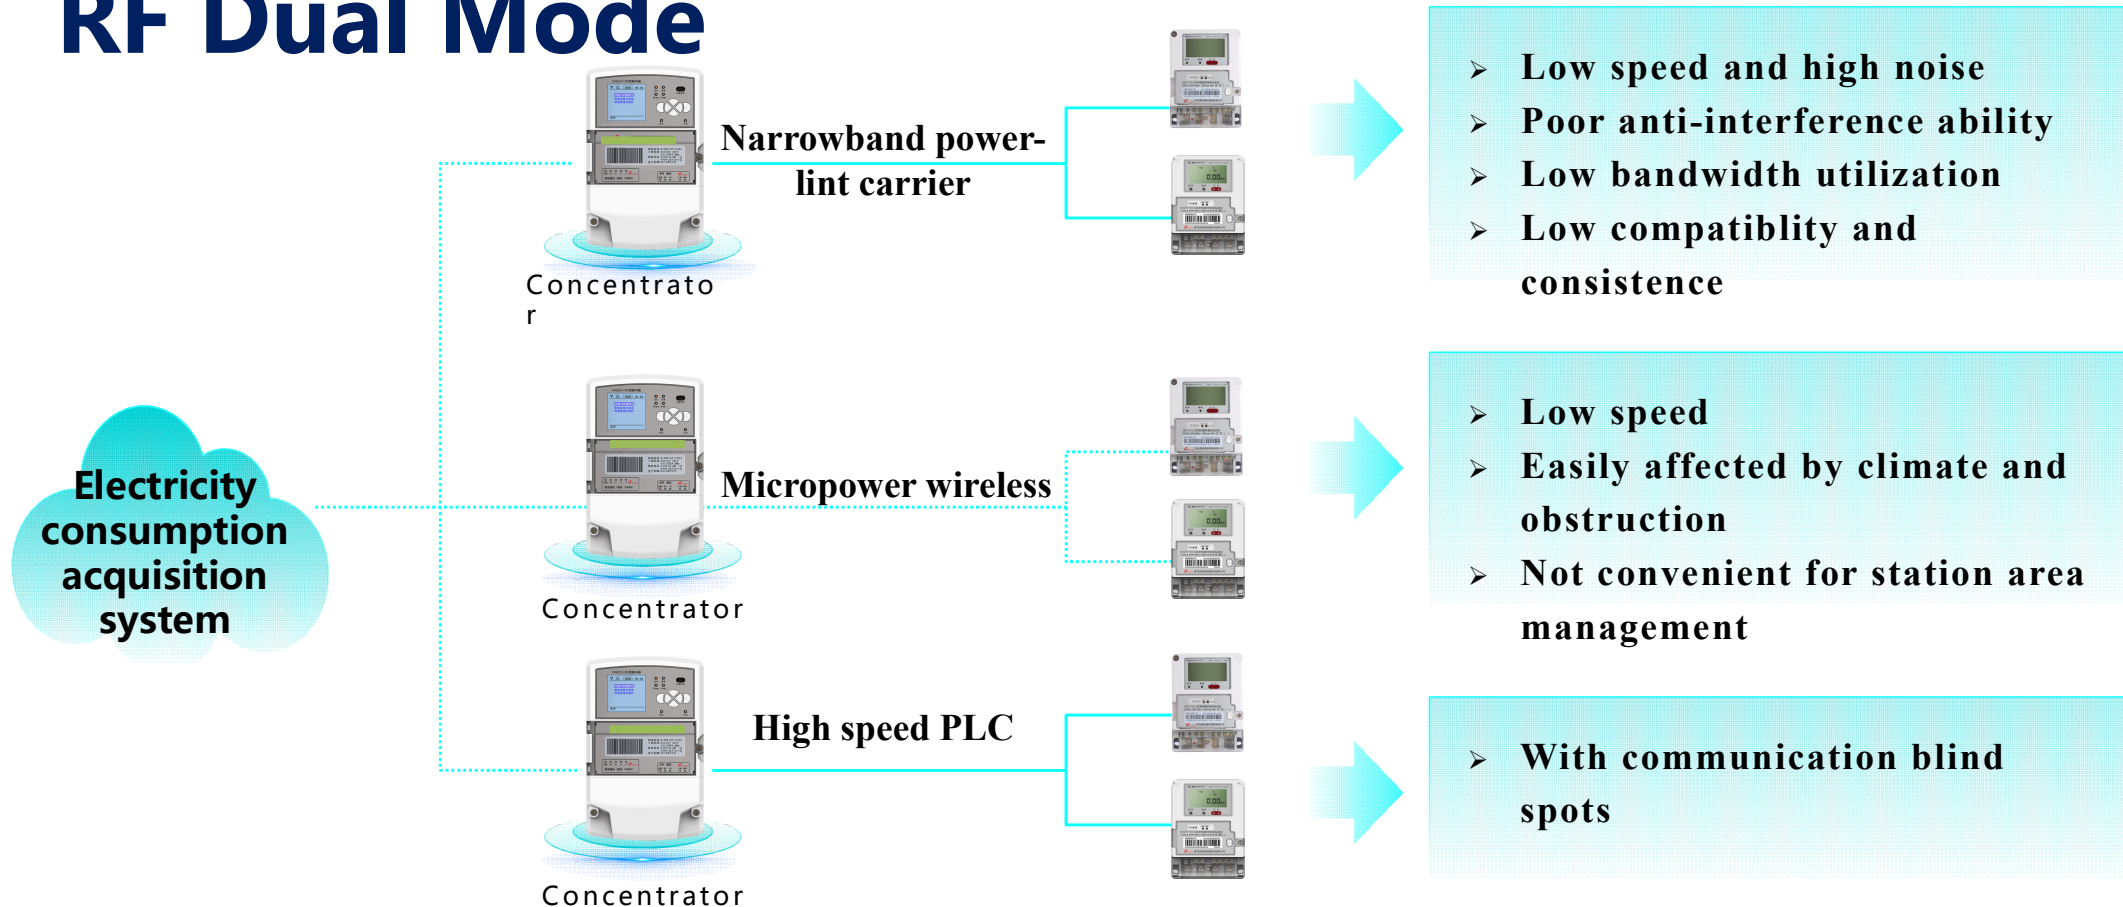 RF Dual Mode
Narrowband power-
lint carrier
Concentrato
r
Low speed and high noise
Poor anti-interference ability
Low bandwidth utilization
Low compatiblity and
consistence
Electricity
consumption
acquisition
system
Micropower wireless
Concentrator
Low speed
Easily affected by climate and
obstruction
Not convenient for station area
management
High speed PLC
Concentrator
With communication blind
spots